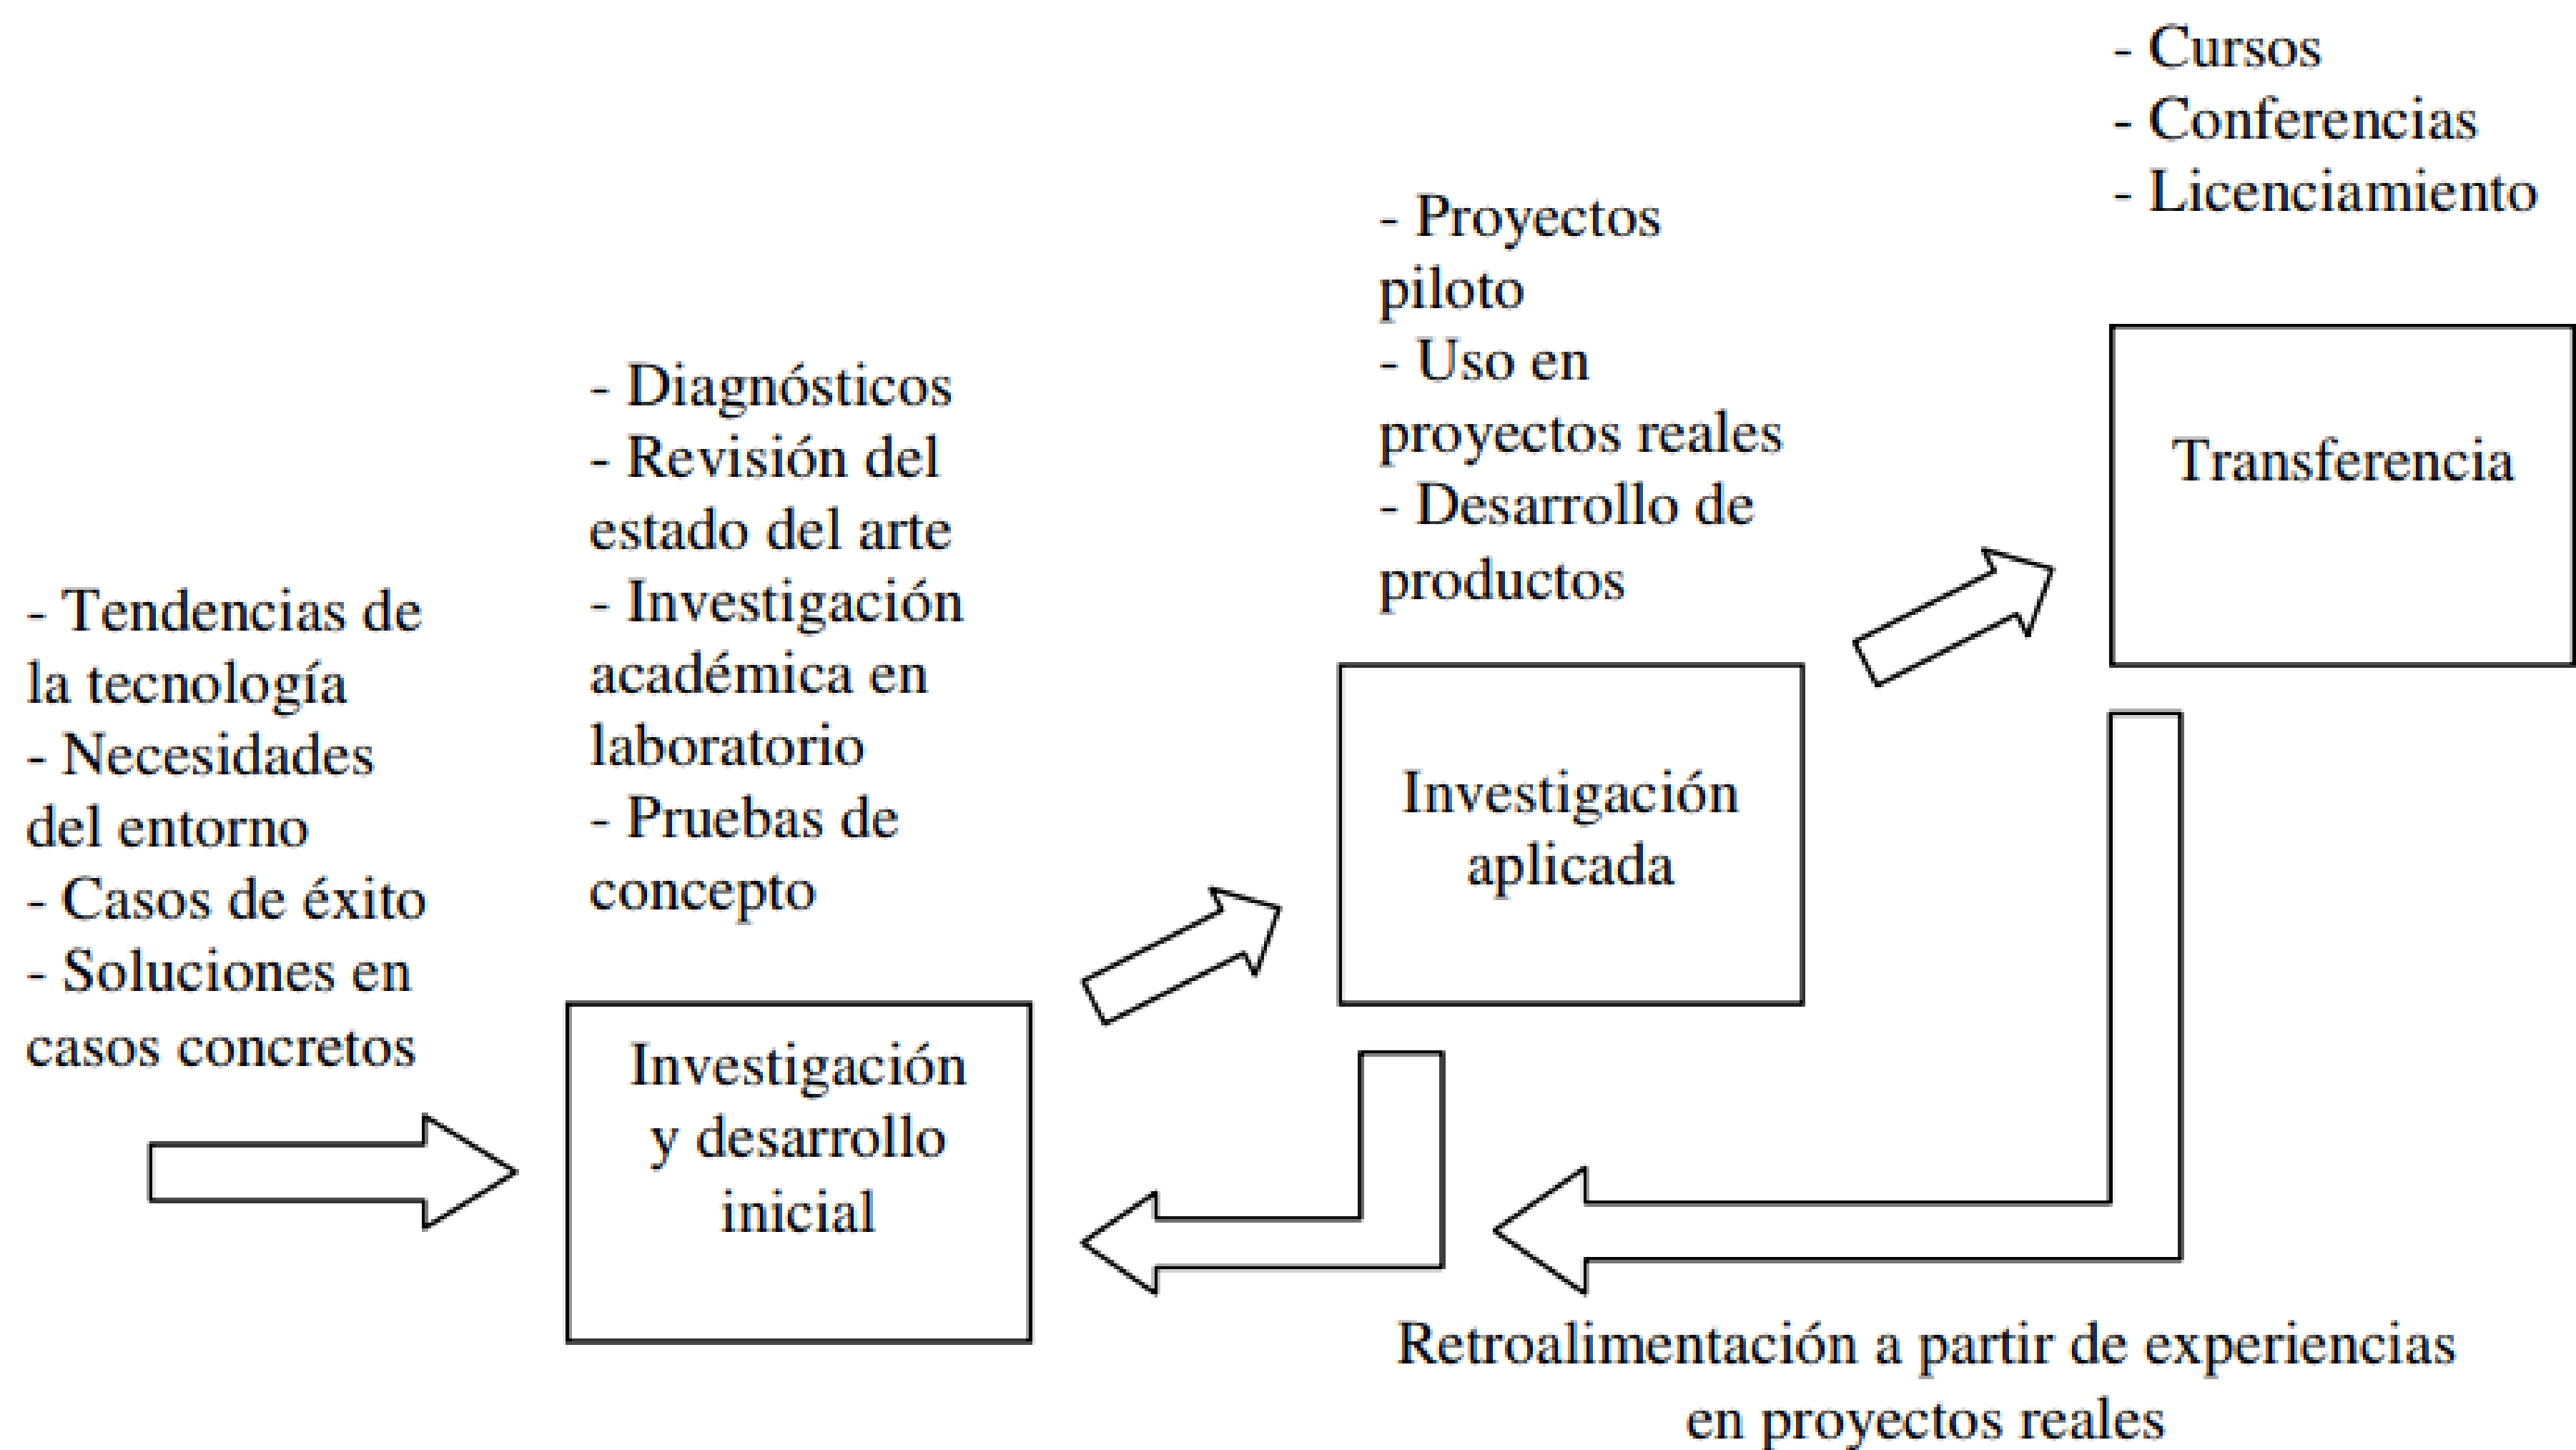 - Tendencias de
la tecnología
- Necesidades
del entorno
- Casos de éxito
- Soluciones en
casos concretos
- Diagnósticos
- Revisión del
estado del arte
- Investigación
académica en
laboratorio
- Pruebas de
concepto
Investigación
y desarrollo
inicial
- Proyectos
piloto
- Uso en
proyectos reales
- Desarrollo de
productos
Investigación
aplicada
- Cursos
- Conferencias
- Licenciamiento
Transferencia
Retroalimentación a partir de experiencias
en proyectos reales